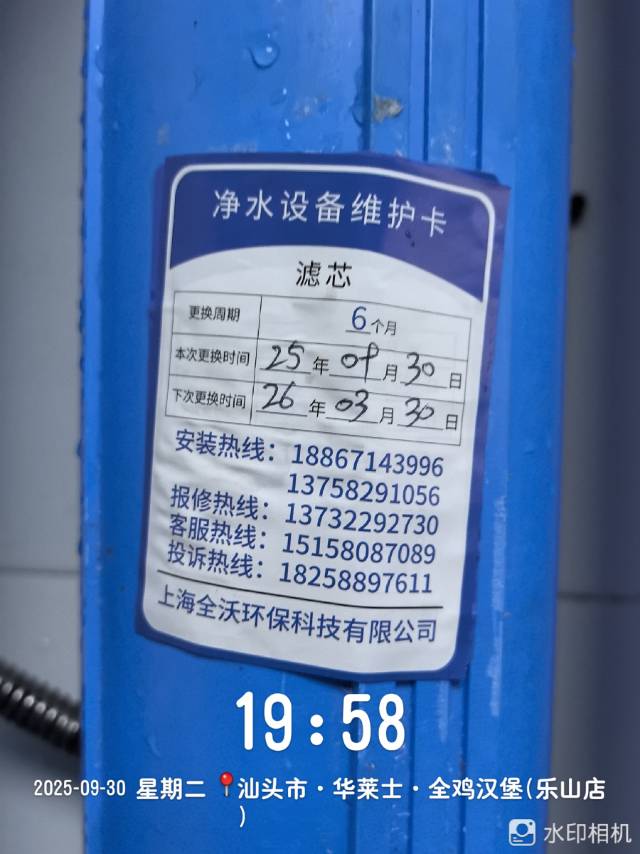 净水设备维护卡
滤芯
更换周期 6个月
本次更换时间 25年09月30日
下次更换时间 26年03月30日
安装热线：18867143996
13758291056
报修热线：13732292730
客服热线：15158087089
投诉热线：18258897611
上海全沃环保科技有限公司
19:58
2025-09-30 星期二 📍汕头市·华莱士·全鸡汉堡(乐山店
)
水印相机